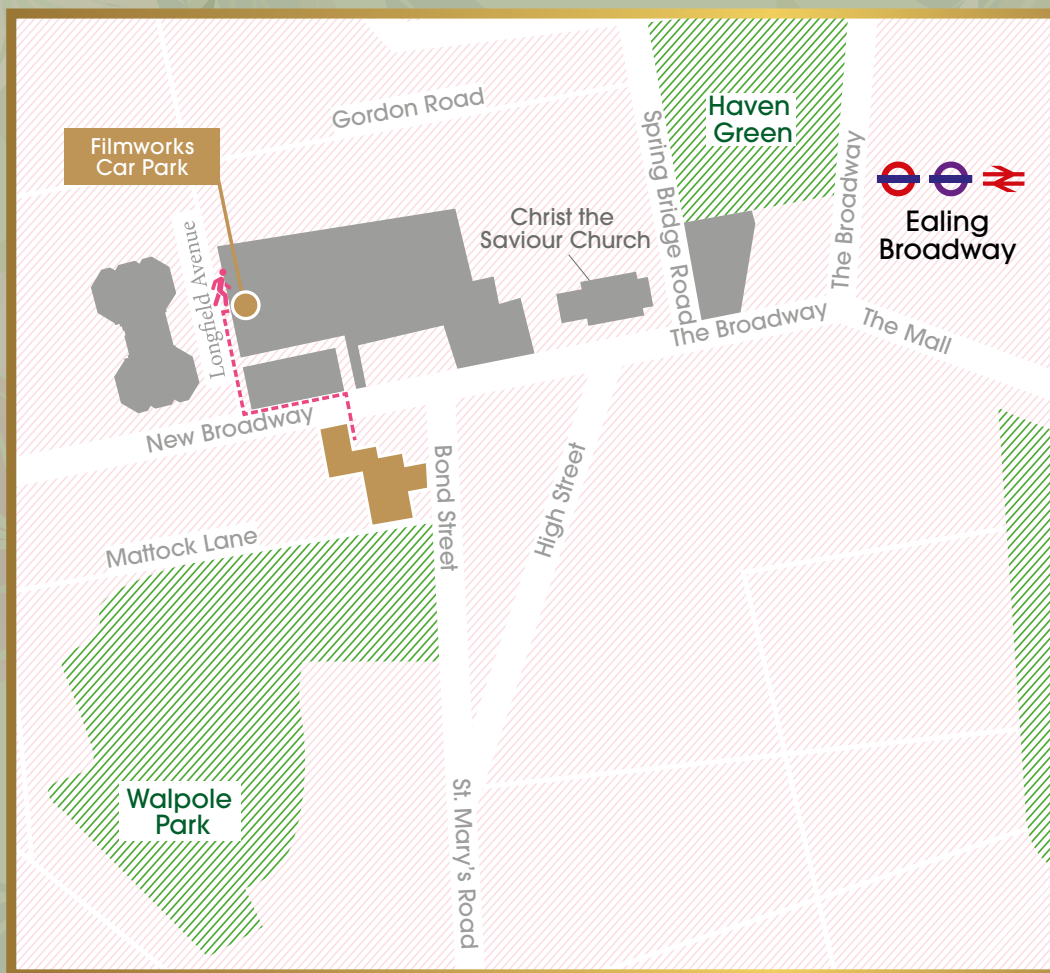 Gordon Road
Haven
Green
Filmworks
Car Park
Spring Bridge Road
The Broadway
Ealing
Broadway
Christ the
Saviour Church
Longfield Avenue
The Broadway
The Mall
New Broadway
Bond Street
High Street
Mattock Lane
Walpole
Park
St. Mary's Road